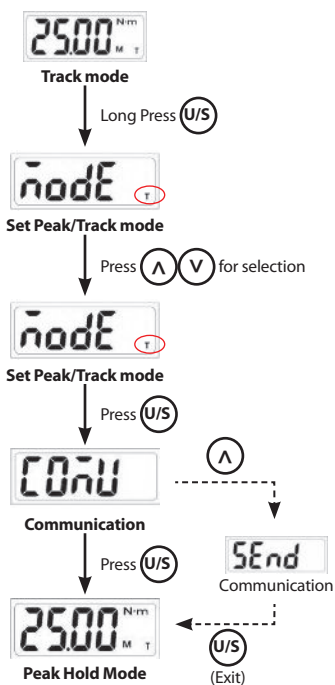 25.00 N·m
M T
Track mode
Long Press U/S
modE T
Set Peak/Track mode
Press ∧ ∨ for selection
modE T
Set Peak/Track mode
Press U/S
∧
COmU
Communication
SEnd
Communication
Press U/S
25.00 N·m
M T
U/S
Peak Hold Mode
(Exit)